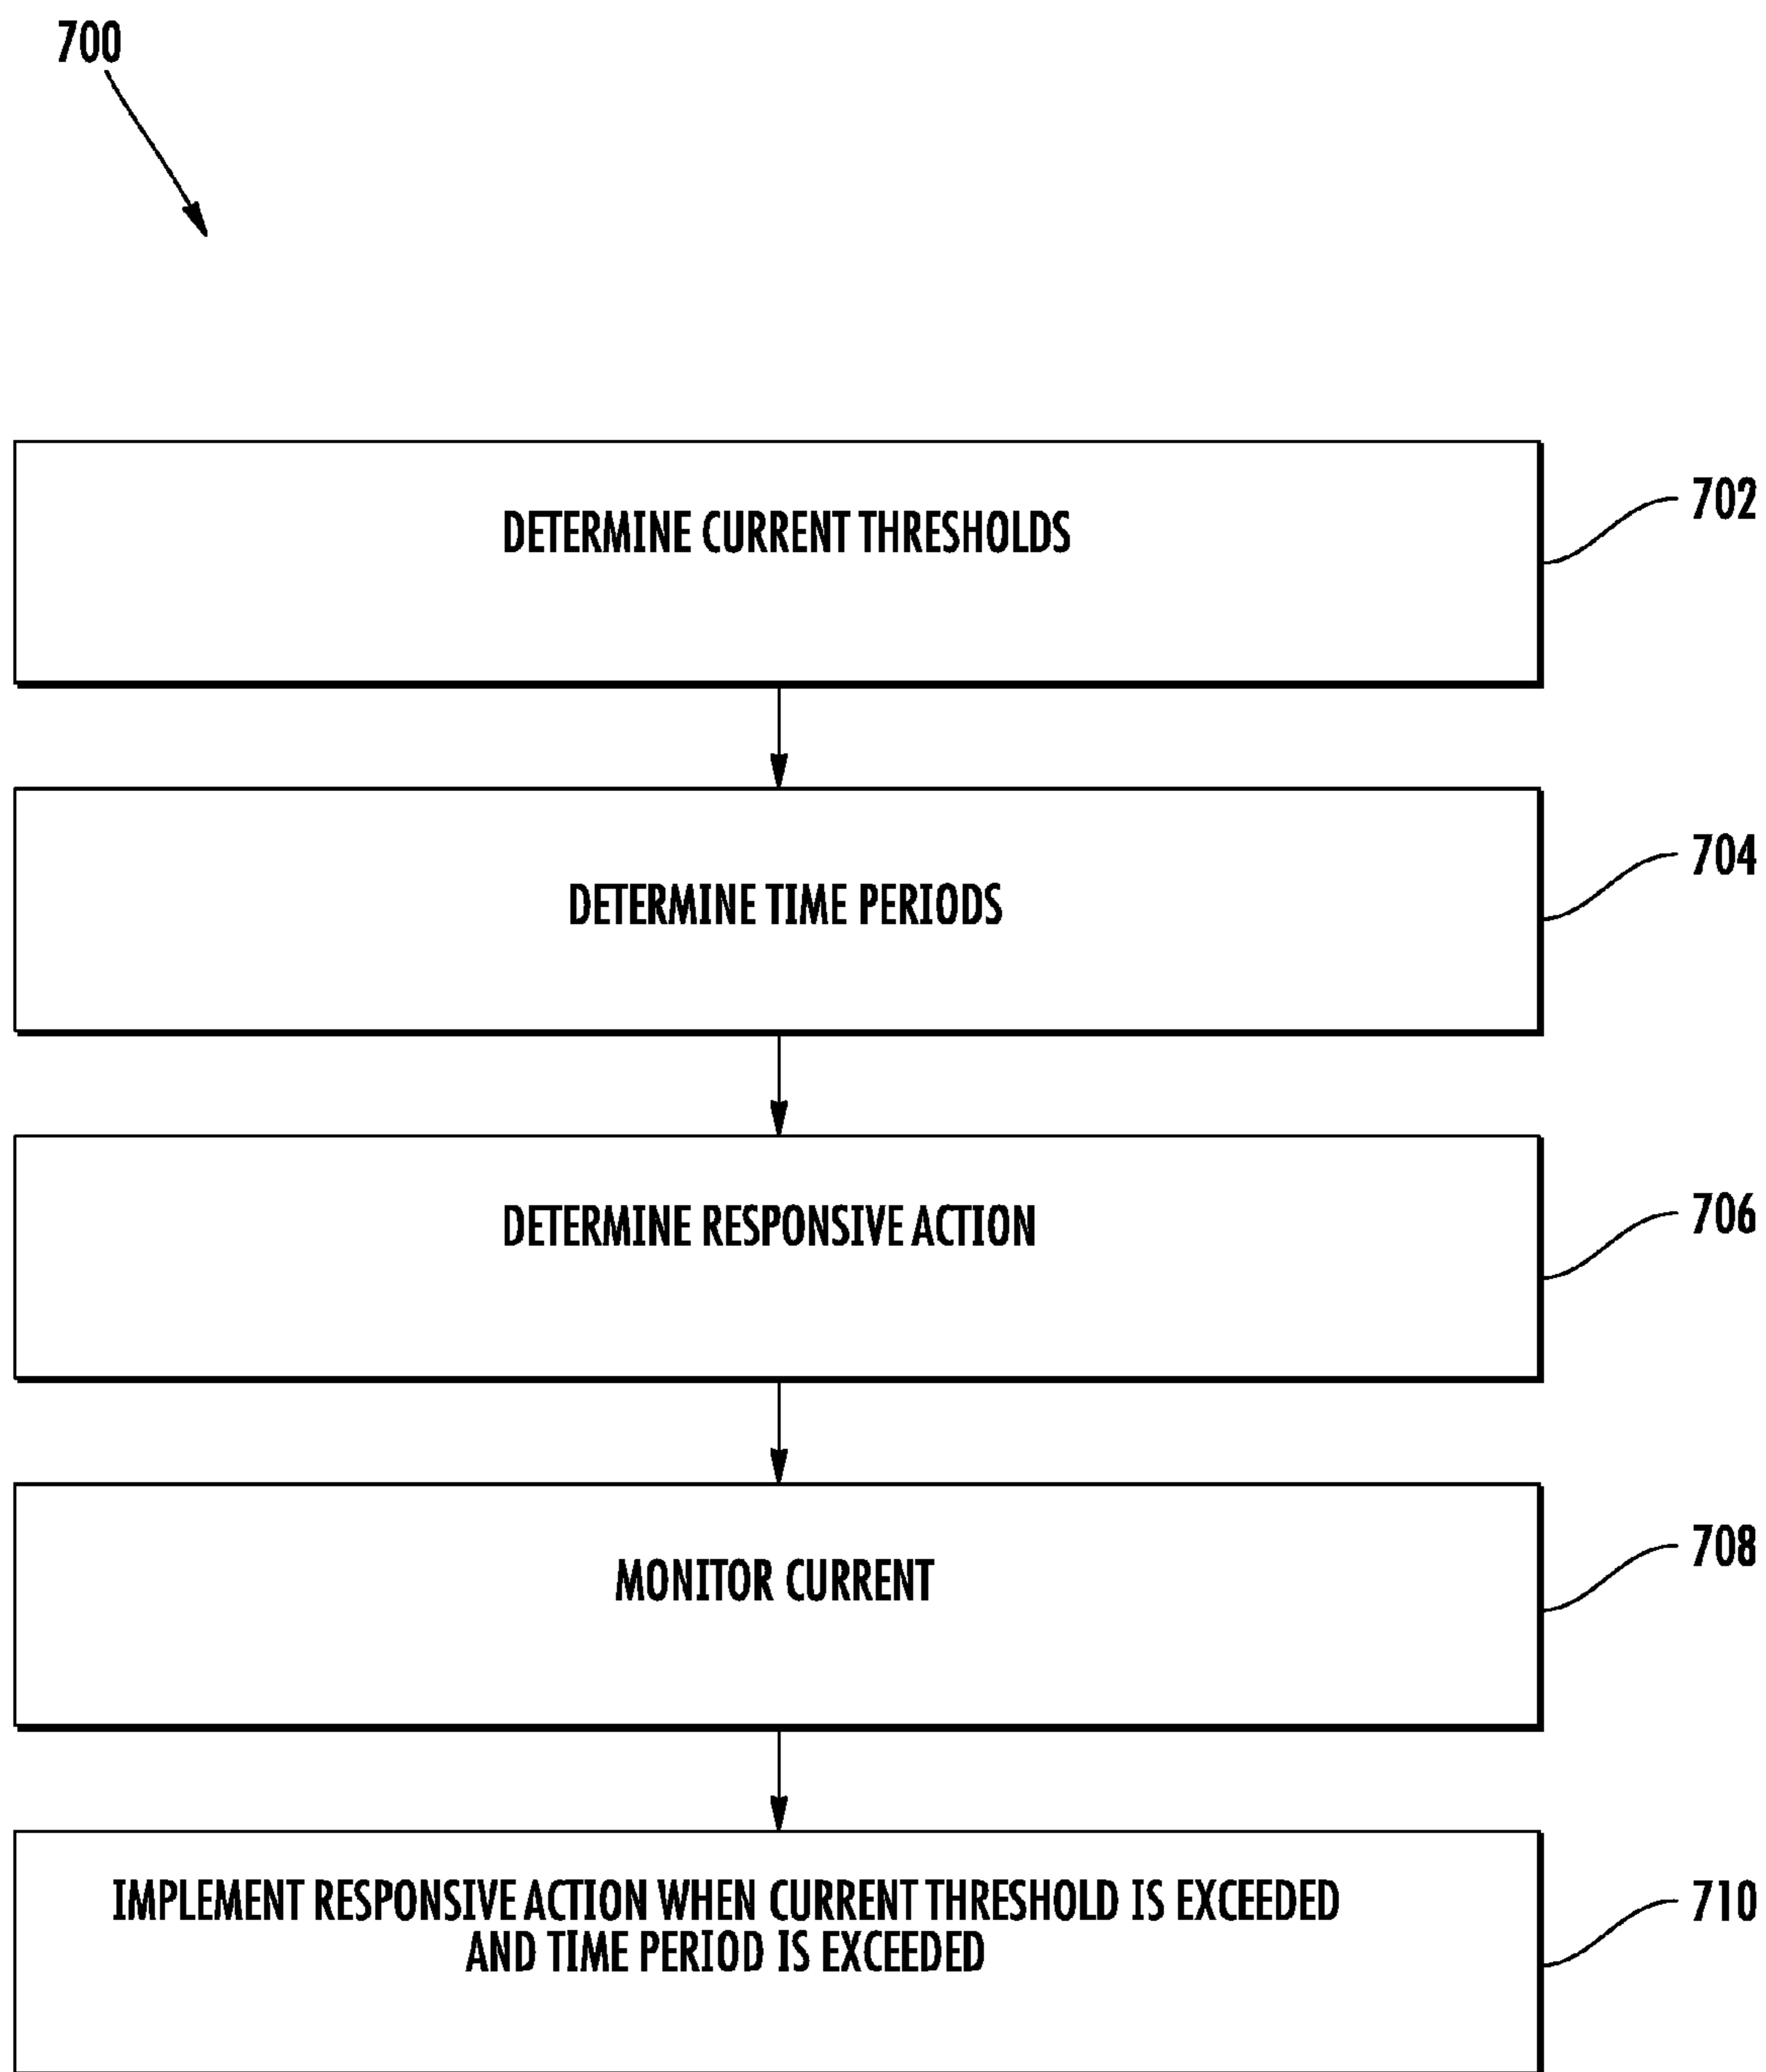 700
DETERMINE CURRENT THRESHOLDS
702
DETERMINE TIME PERIODS
704
DETERMINE RESPONSIVE ACTION
706
MONITOR CURRENT
708
IMPLEMENT RESPONSIVE ACTION WHEN CURRENT THRESHOLD IS EXCEEDED
AND TIME PERIOD IS EXCEEDED
710